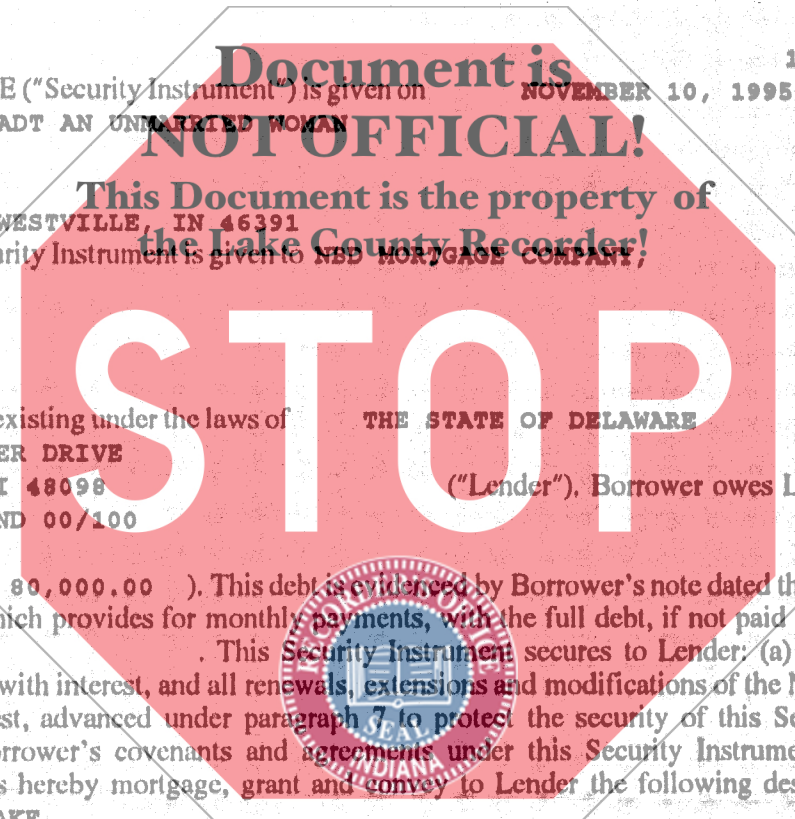 Document is
1
E ("Security Instrument") is given on NOVEMBER 10, 1995
ADT AN UNMARRIED WOMAN
NOT OFFICIAL!
This Document is the property of
WESTVILLE, IN 46391
the Lake County Recorder!
urity Instrument is given to NBD MORTGAGE COMPANY,
STOP
existing under the laws of THE STATE OF DELAWARE
ER DRIVE
I 48098 ("Lender"). Borrower owes L
ND 00/100
80,000.00 ). This debt is evidenced by Borrower's note dated th
hich provides for monthly payments, with the full debt, if not paid
. This Security Instrument secures to Lender: (a)
with interest, and all renewals, extensions and modifications of the N
est, advanced under paragraph 7 to protect the security of this Se
orrower's covenants and agreements under this Security Instrume
s hereby mortgage, grant and convey to Lender the following des
AKE
SEAL
INDIANA